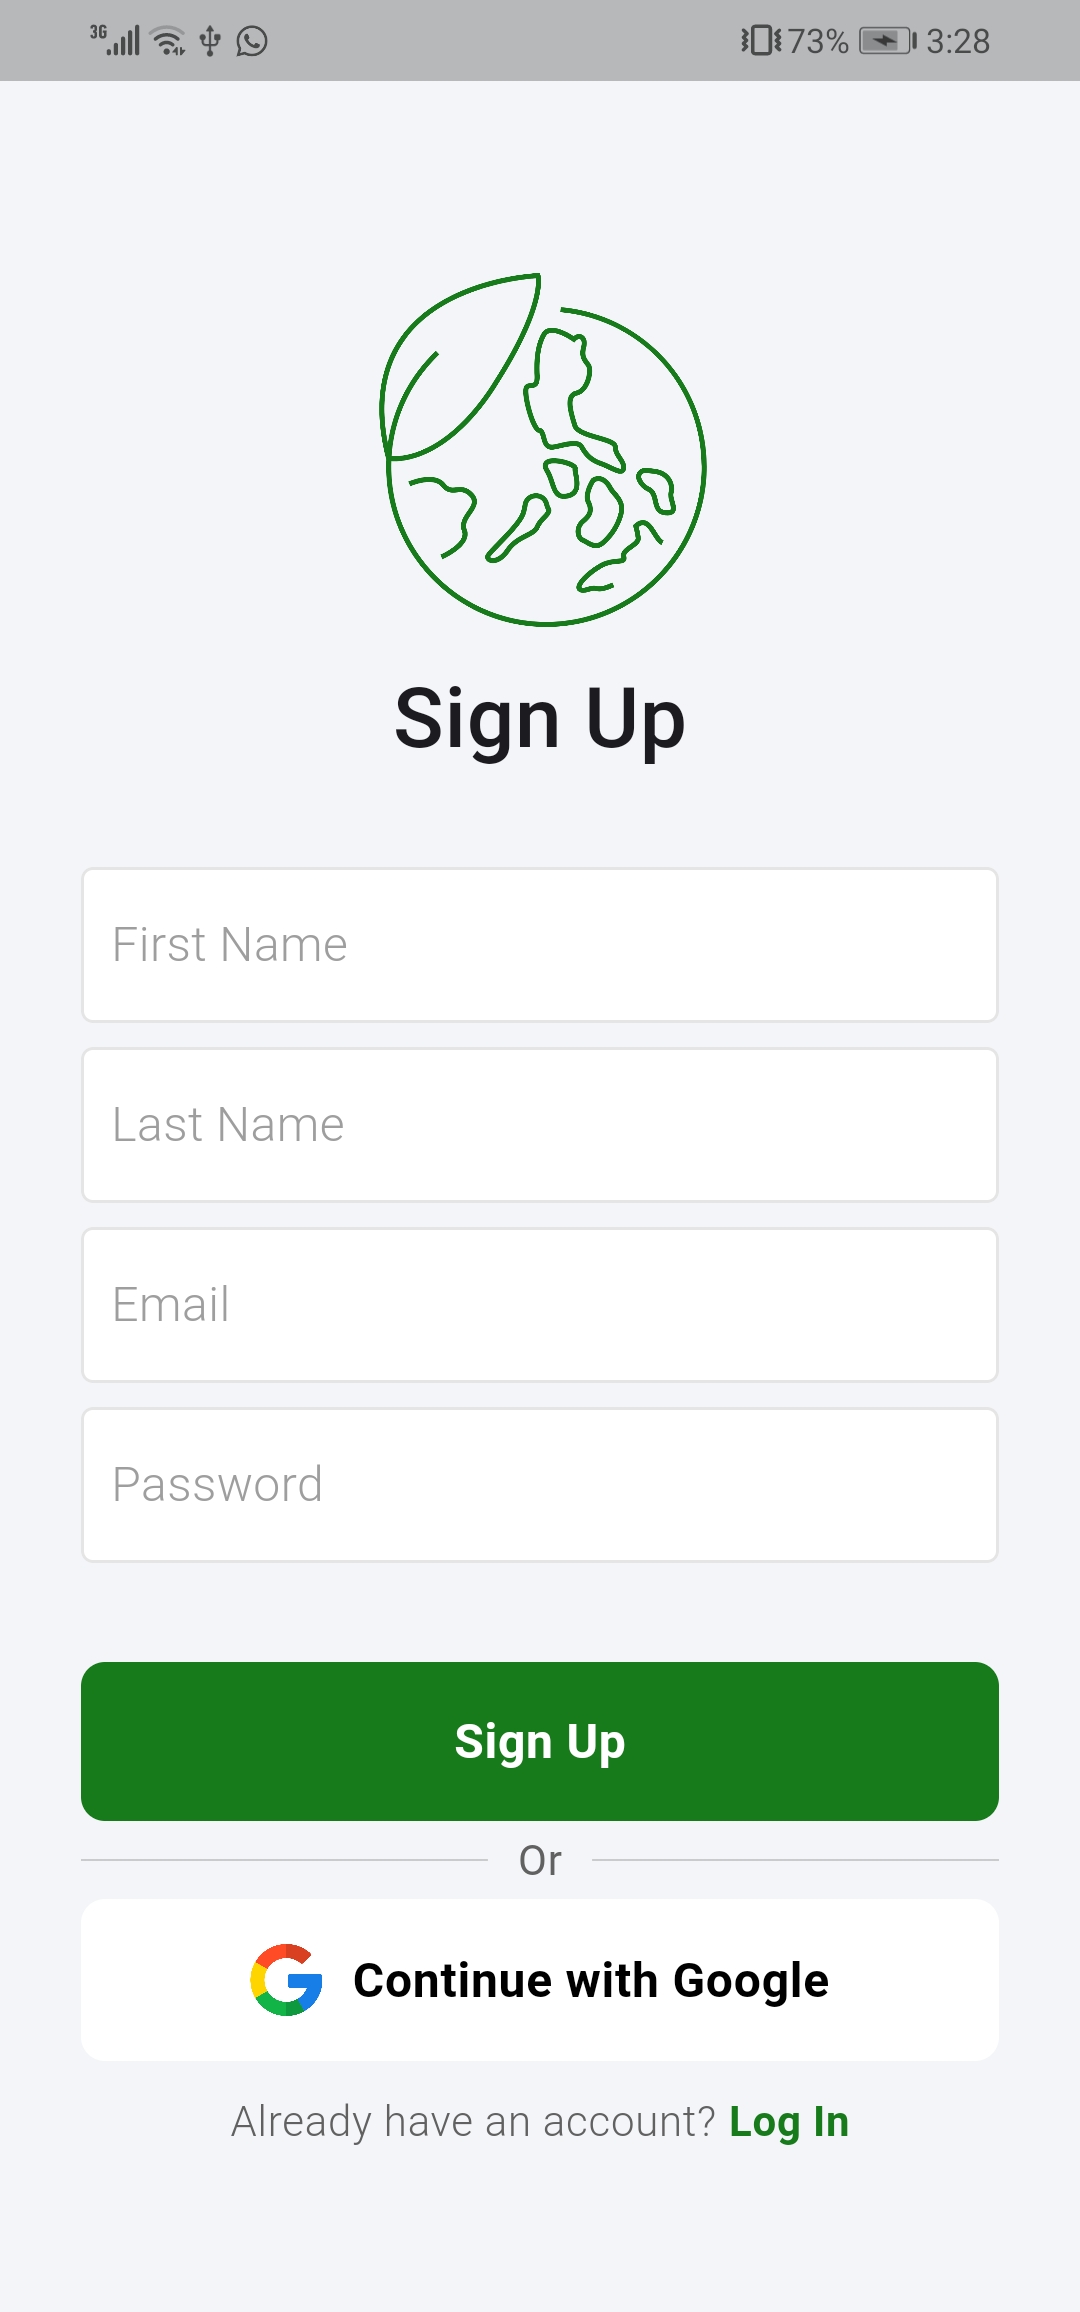 3G 73% 3:28
Sign Up
First Name
Last Name
Email
Password
Sign Up
Or
Continue with Google
Already have an account? Log In